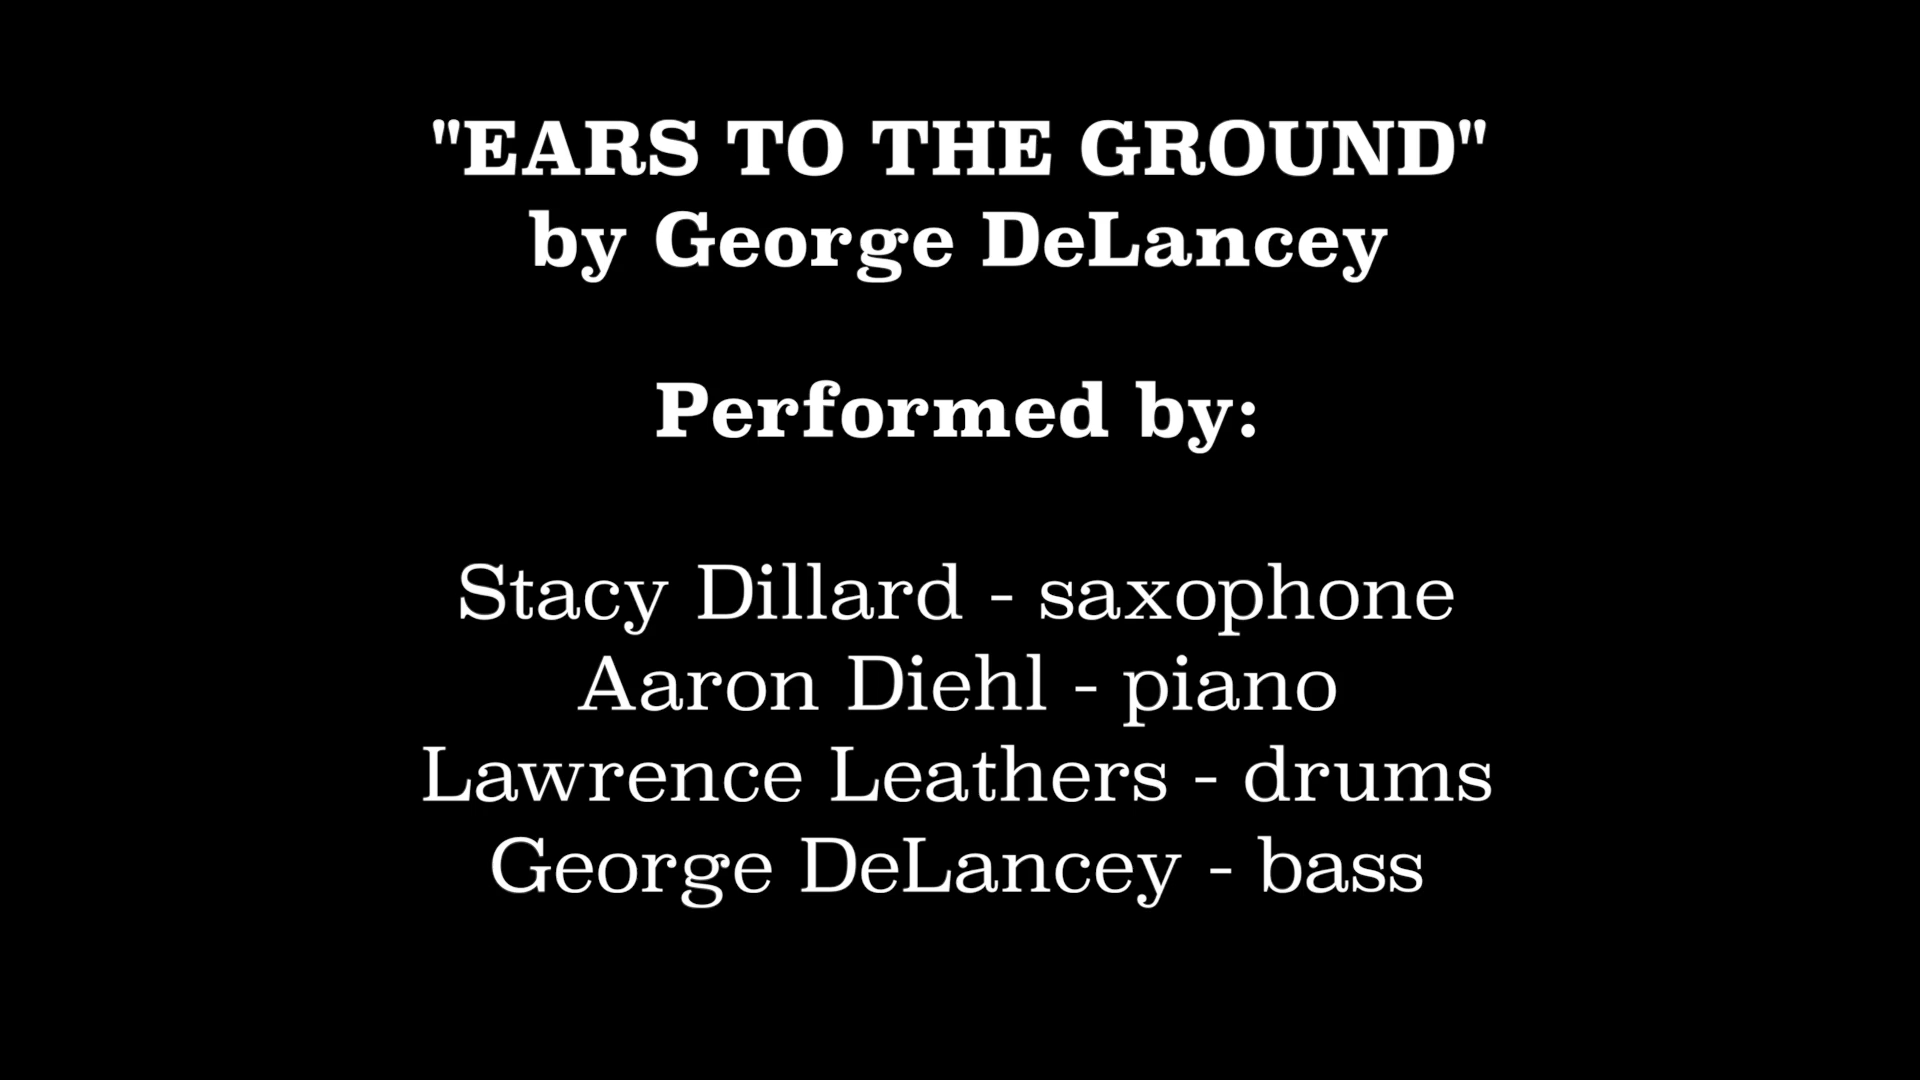 "EARS TO THE GROUND"
by George DeLancey
Performed by:
Stacy Dillard - saxophone
Aaron Diehl - piano
Lawrence Leathers - drums
George DeLancey - bass